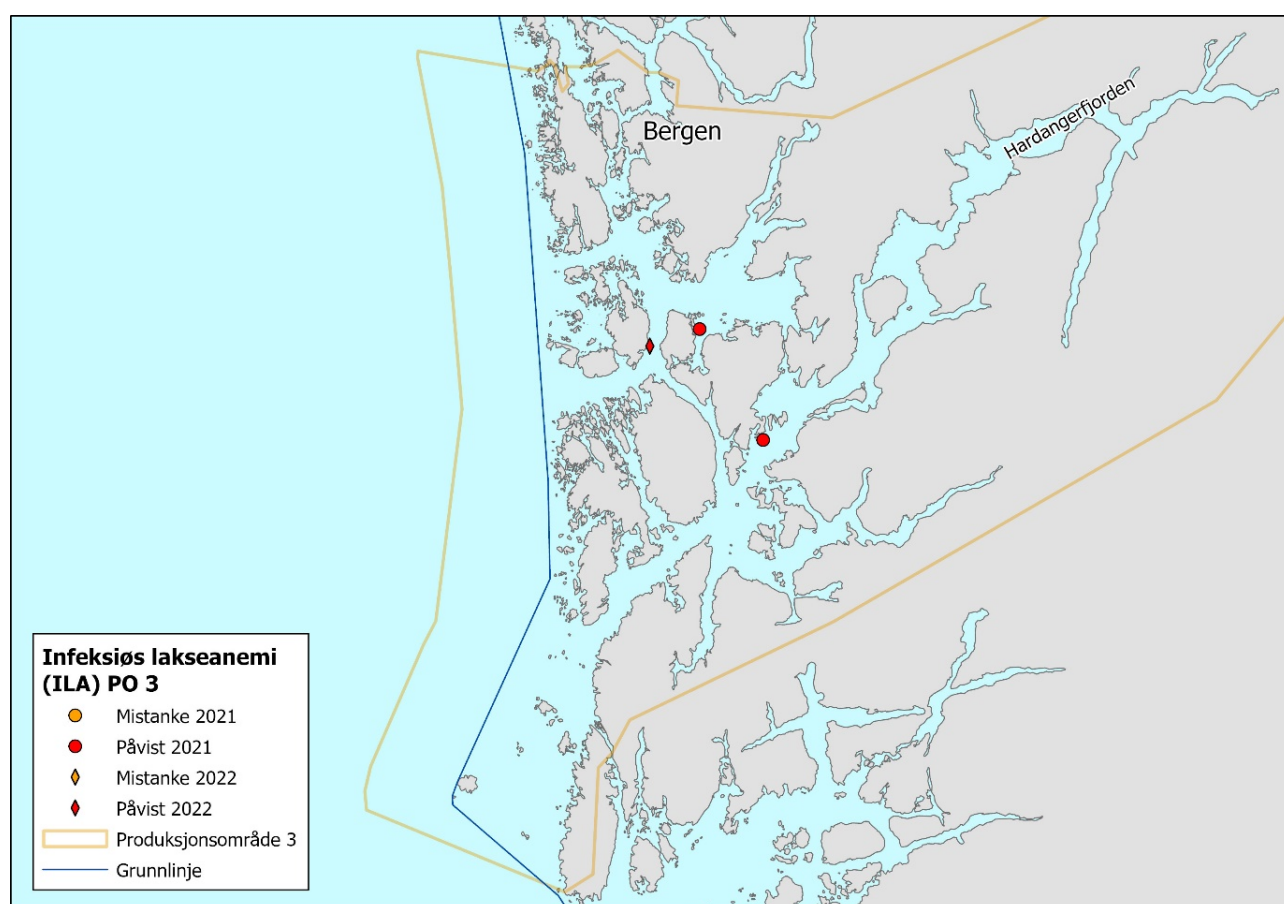 Bergen
Hardangerfjorden
Infeksiøs lakseanemi
(ILA) PO 3
Mistanke 2021
Påvist 2021
Mistanke 2022
Påvist 2022
Produksjonsområde 3
Grunnlinje